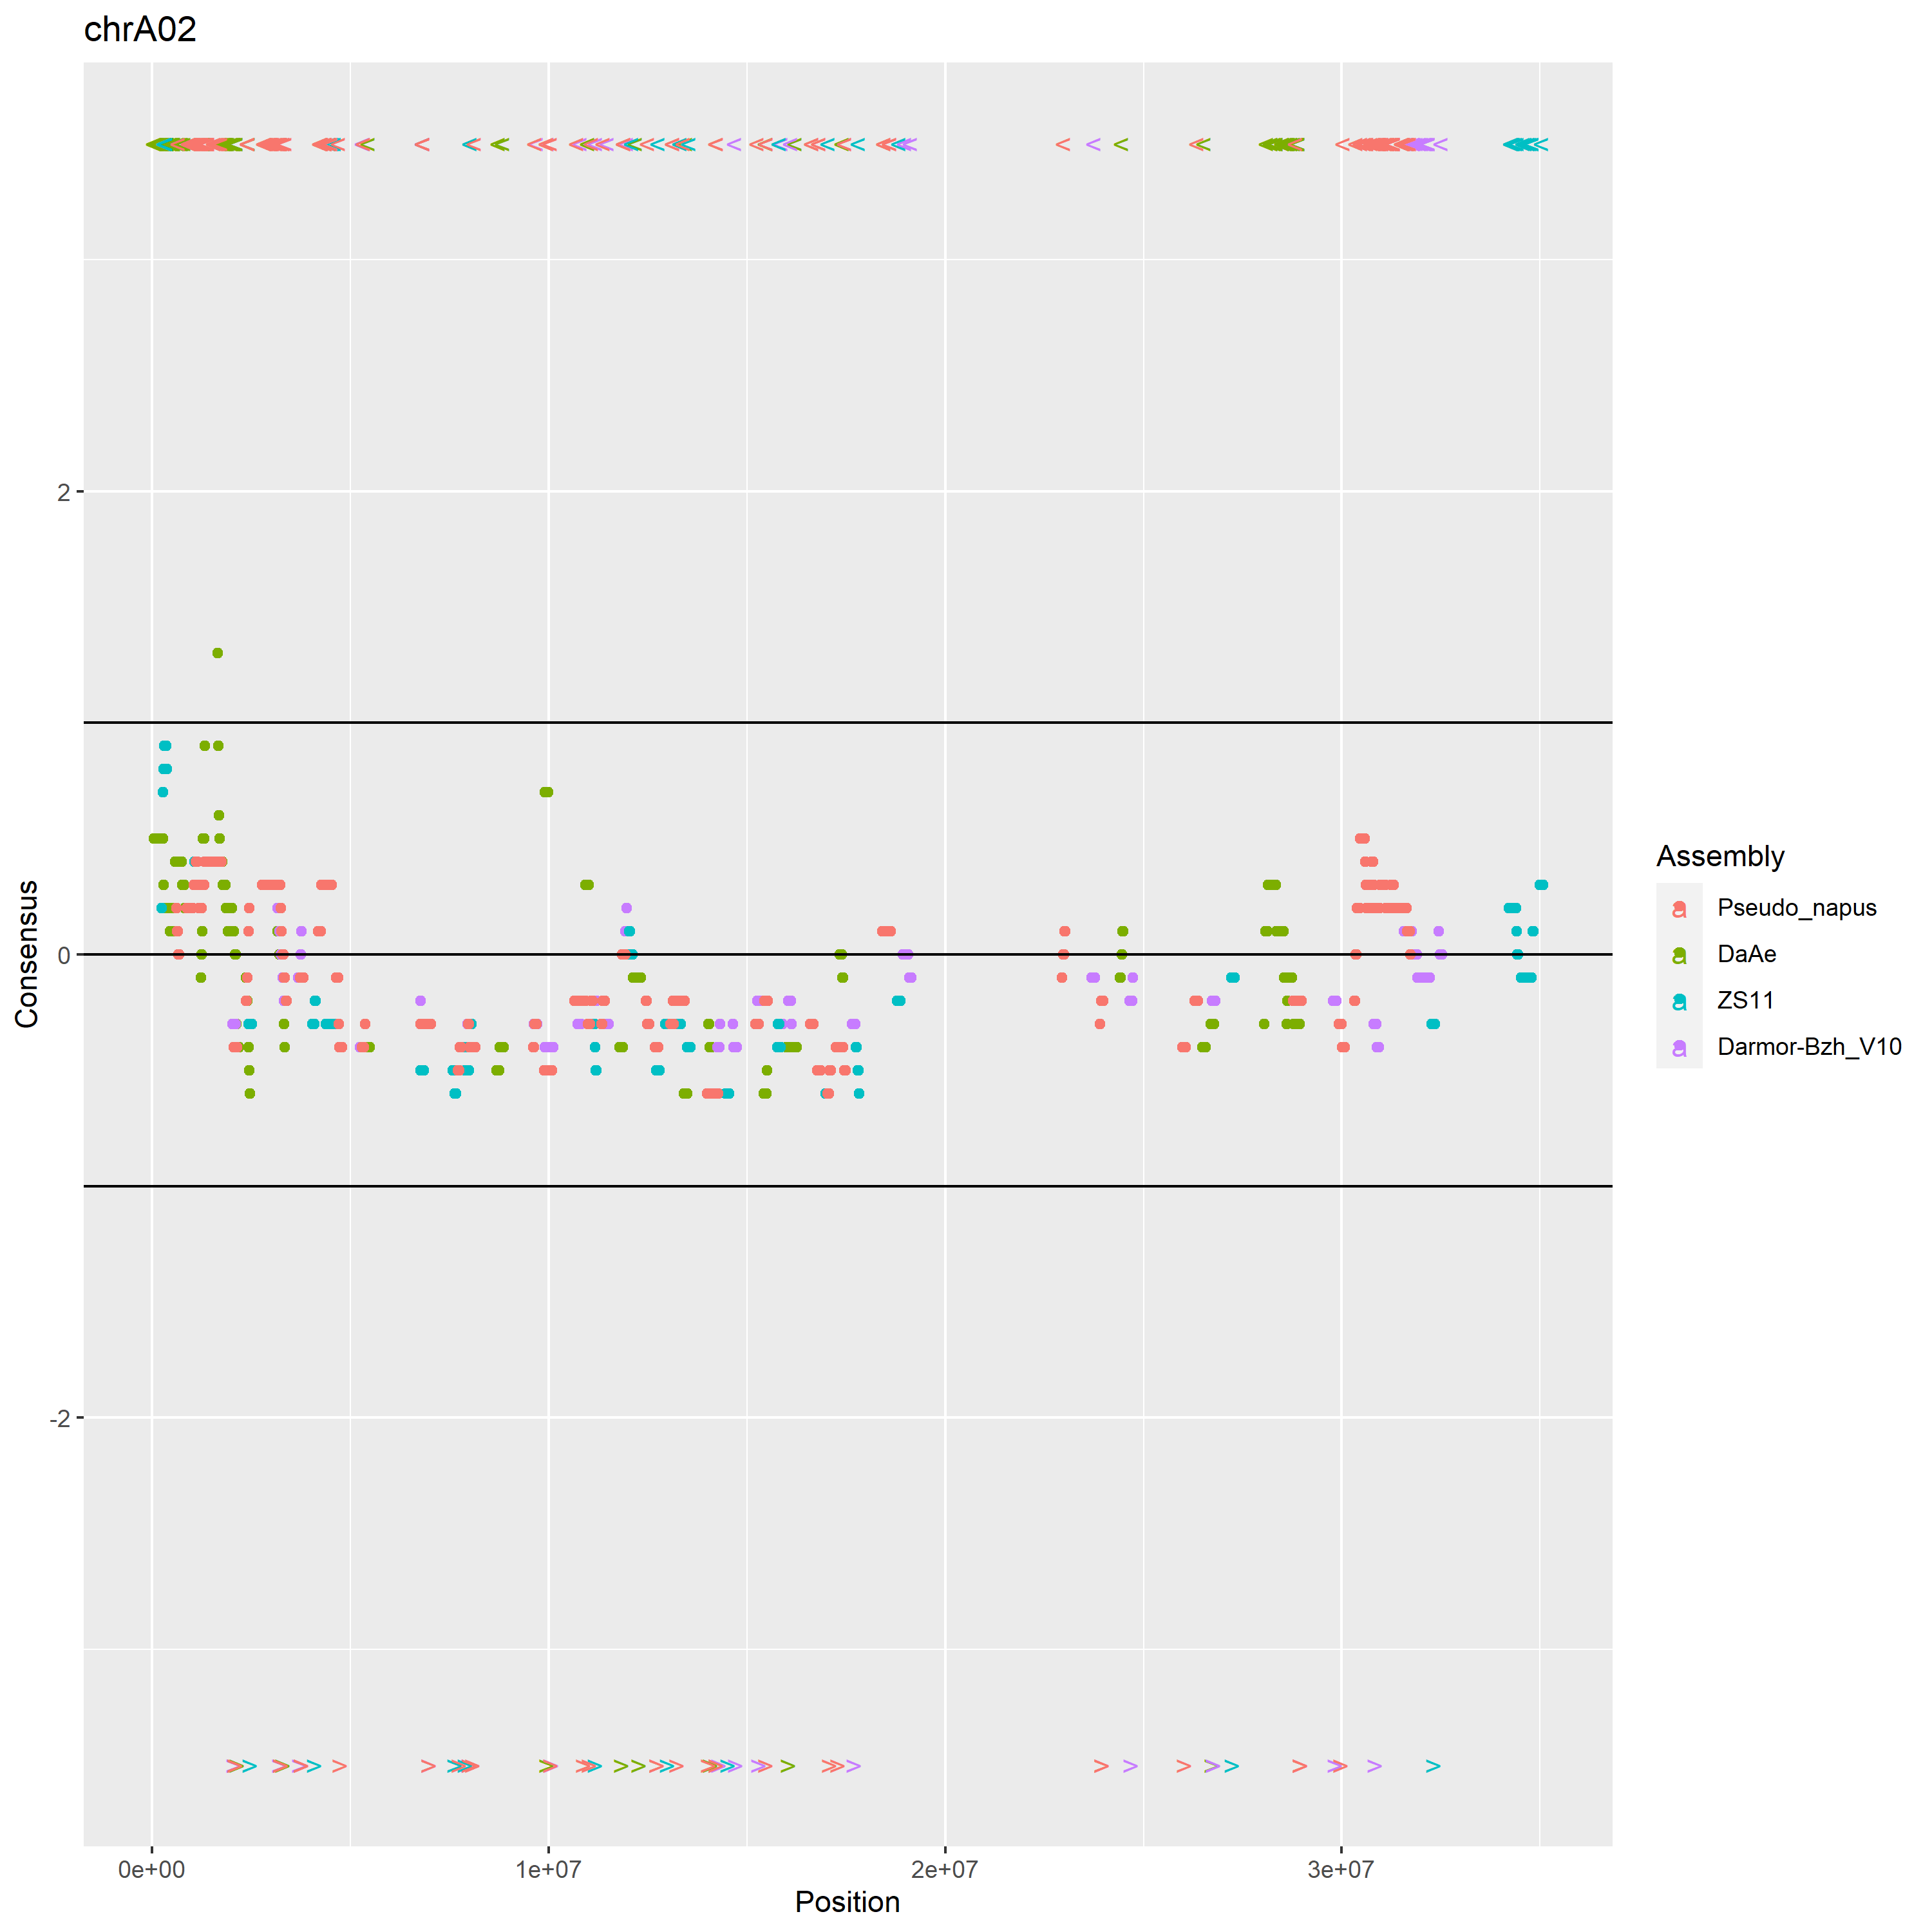 chrA02
2
0
-2
Consensus
0e+00
1e+07
2e+07
3e+07
Position
Assembly
a Pseudo_napus
a DaAe
a ZS11
a Darmor-Bzh_V10